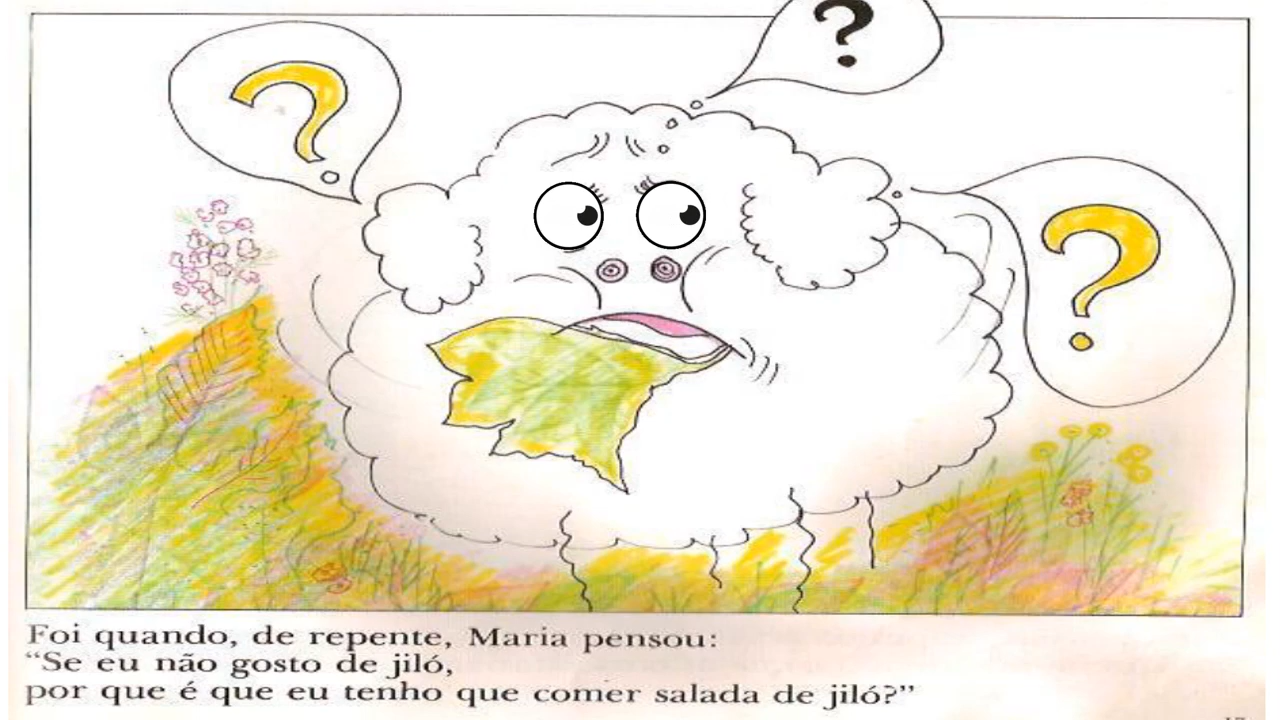 ?
?
?
Foi quando, de repente, Maria pensou:
“Se eu não gosto de jiló,
por que é que eu tenho que comer salada de jiló?”